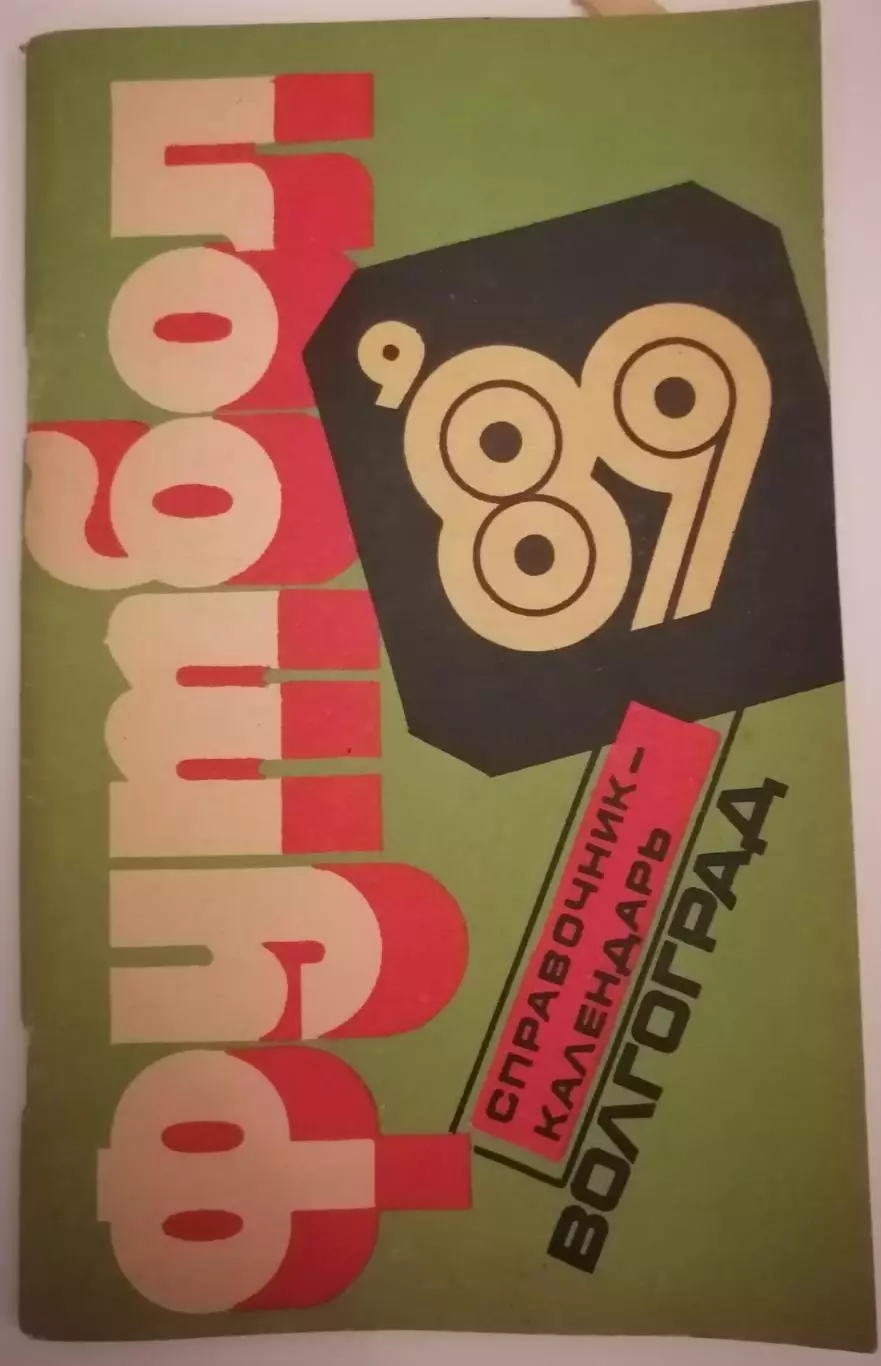 футбол
'89
СПРАВОЧНИК-
КАЛЕНДАРЬ
ВОЛГОГРАД